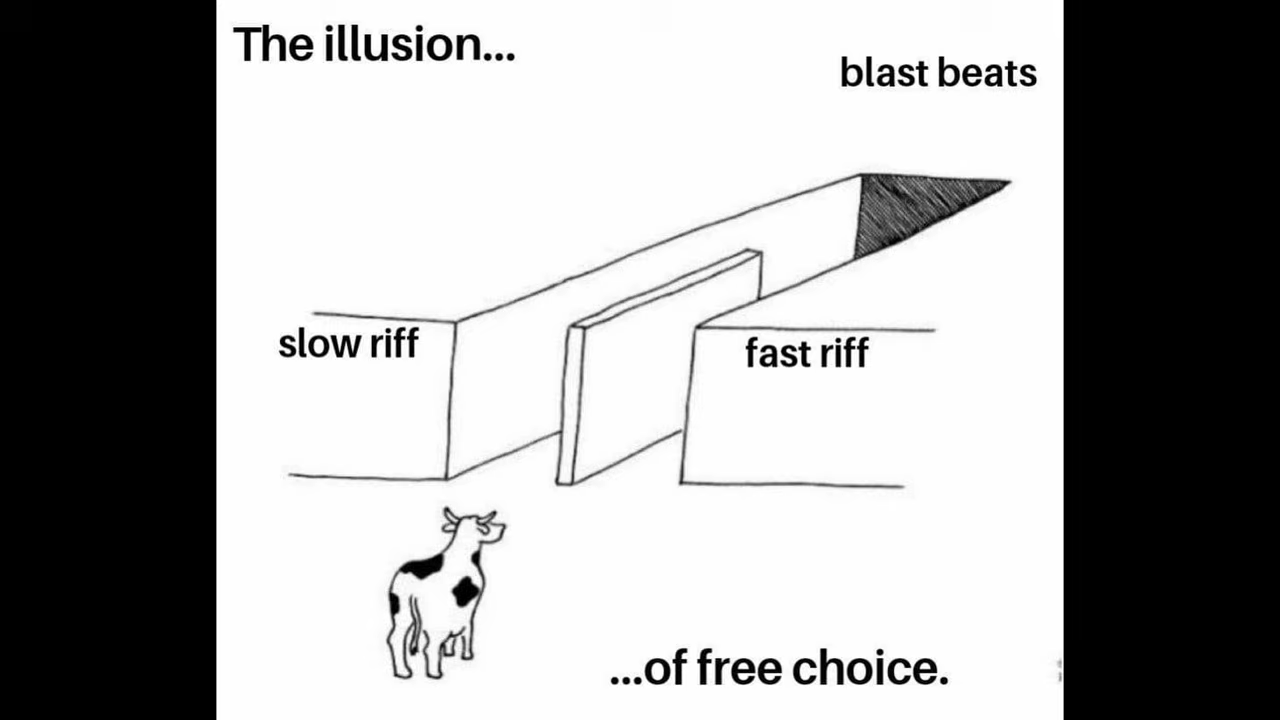 The illusion...
blast beats
slow riff
fast riff
...of free choice.